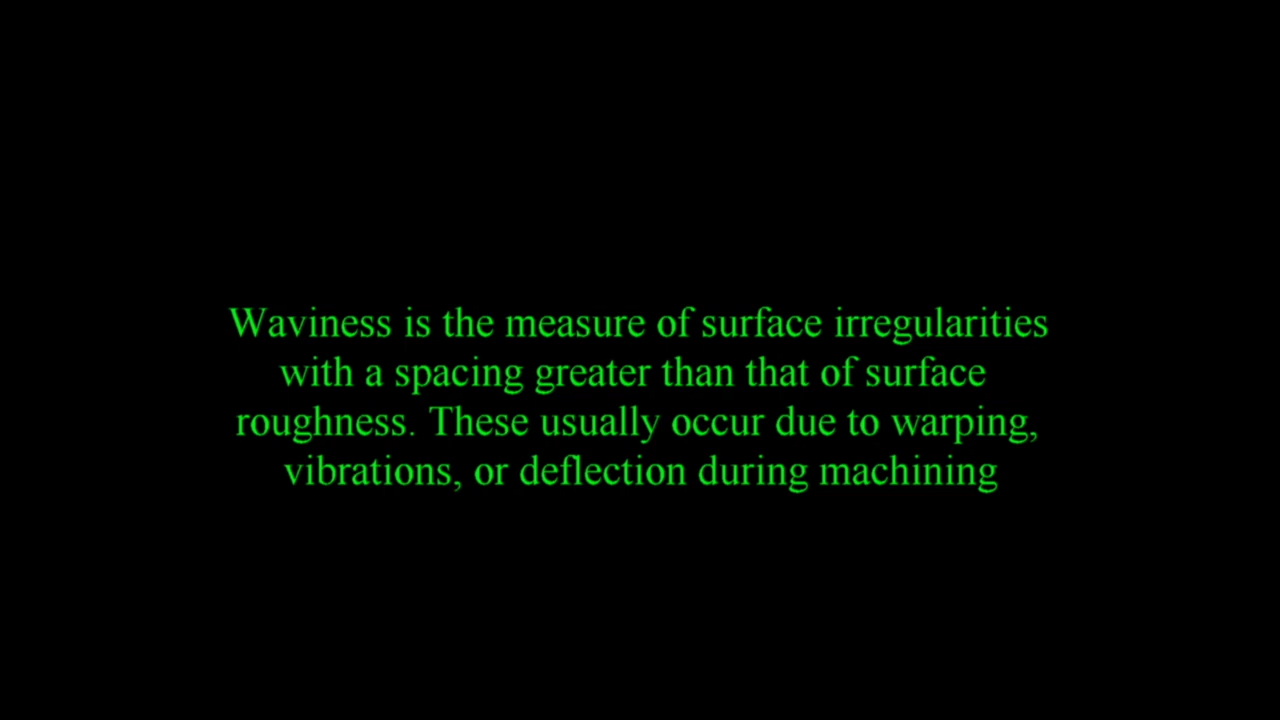 Waviness is the measure of surface irregularities
with a spacing greater than that of surface
roughness. These usually occur due to warping,
vibrations, or deflection during machining